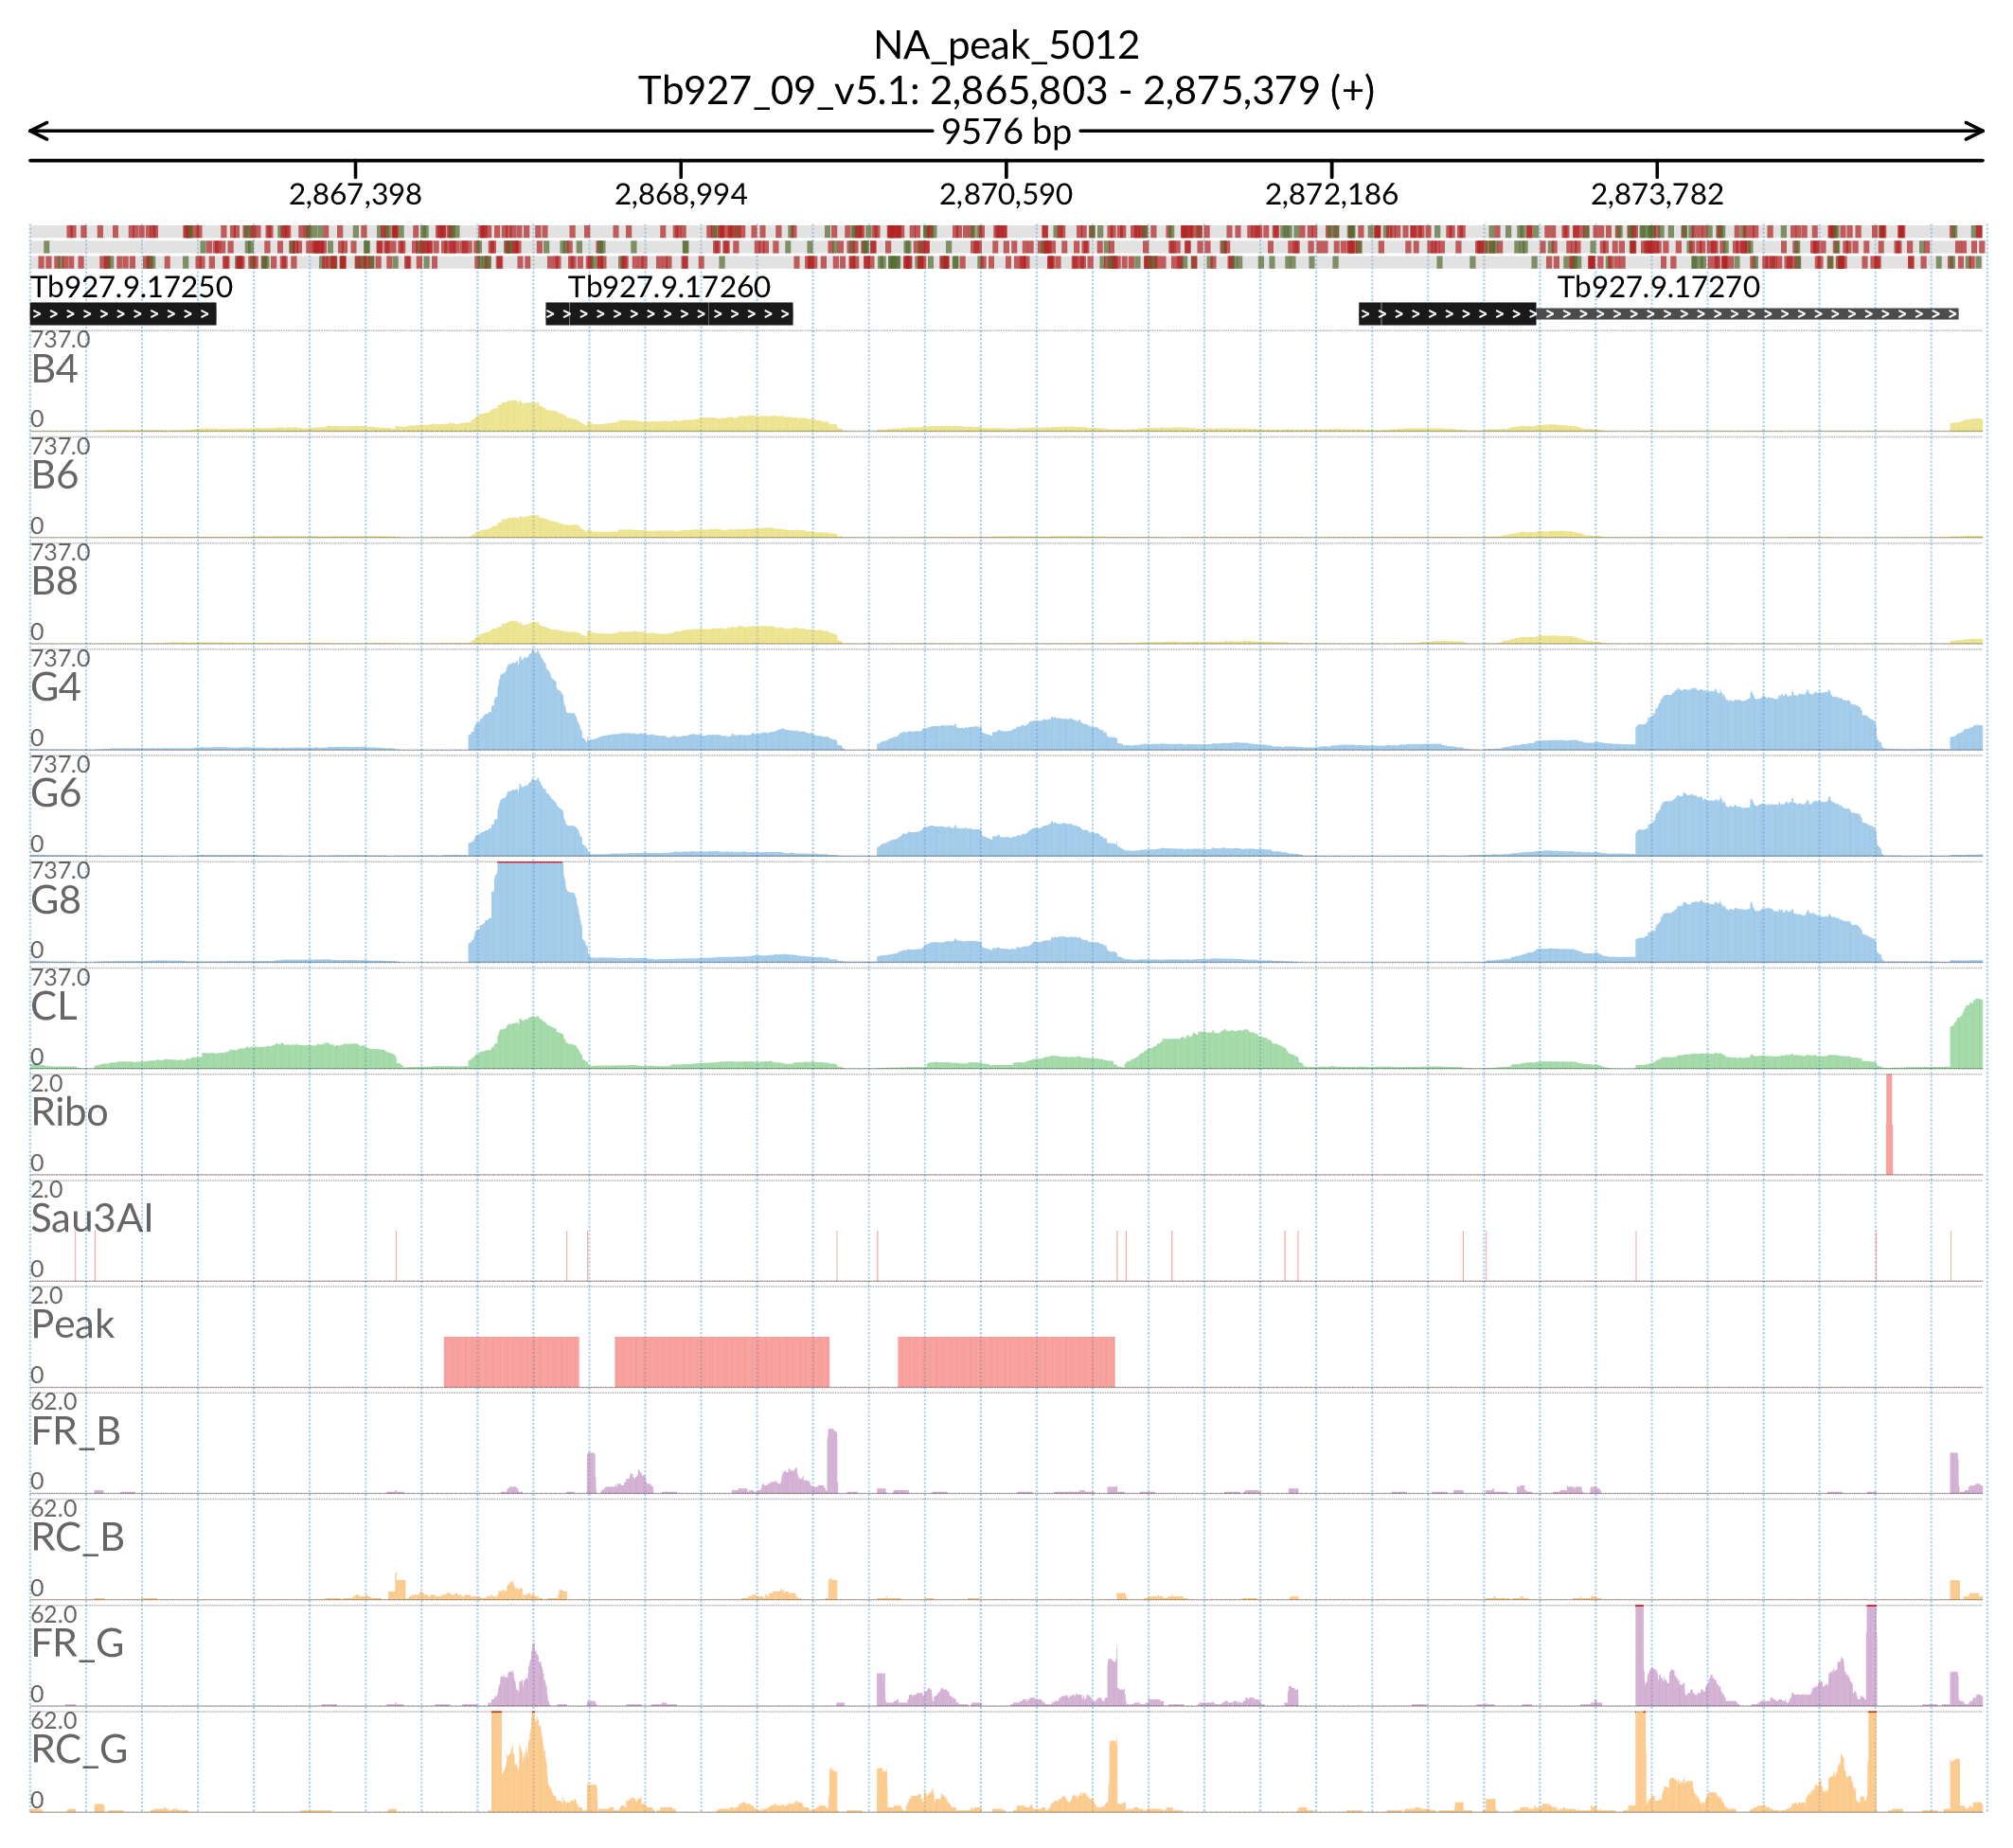 NA_peak_5012
Tb927_09_v5.1: 2,865,803 - 2,875,379 (+)
9576 bp
2,867,398 2,868,994 2,870,590 2,872,186 2,873,782
Tb927.9.17250 Tb927.9.17260 Tb927.9.17270
737.0
B4
0
737.0
B6
0
737.0
B8
0
737.0
G4
0
737.0
G6
0
737.0
G8
0
737.0
CL
0
2.0
Ribo
0
2.0
Sau3AI
0
2.0
Peak
0
62.0
FR_B
0
62.0
RC_B
0
62.0
FR_G
0
62.0
RC_G
0